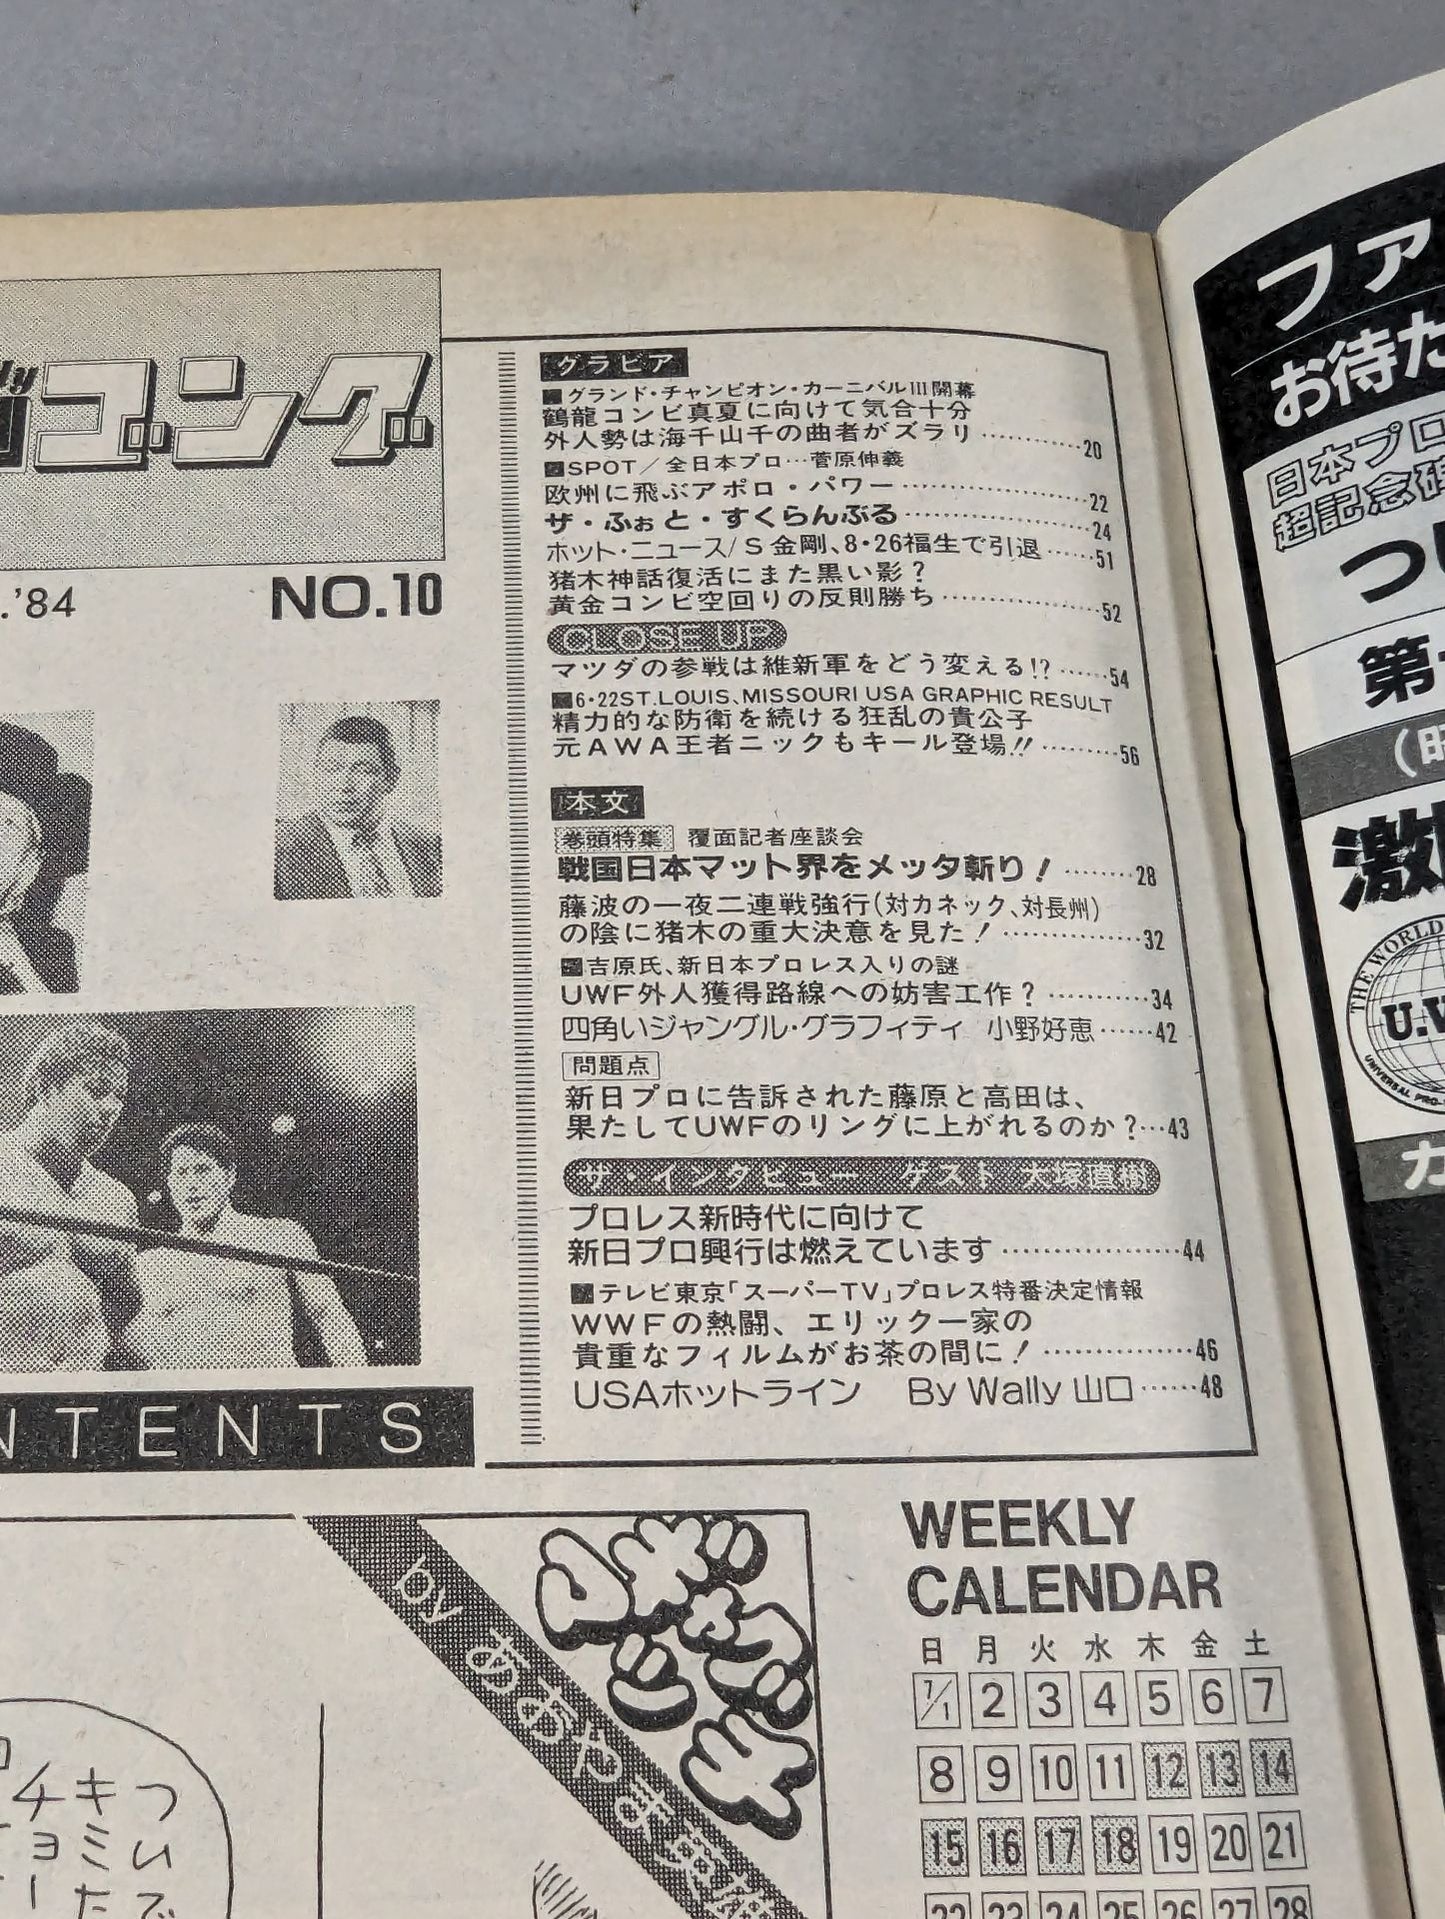 ゴング
.'84
NO.10
グラビア
グランド・チャンピオン・カーニバルIII開幕
鶴龍コンビ真夏に向けて気合十分
外人勢は海千山千の曲者がズラリ…………20
SPOT／全日本プロ…菅原伸義
欧州に飛ぶアポロ・パワー…………………22
ザ・ふぉと・すくらんぶる…………………24
ホット・ニュース/S金剛、8・26福生で引退……51
猪木神話復活にまた黒い影？
黄金コンビ空回りの反則勝ち………………52
CLOSE UP
マツダの参戦は維新軍をどう変える!?……54
6・22ST.LOUIS、MISSOURI USA GRAPHIC RESULT
精力的な防衛を続ける狂乱の貴公子
元AWA王者ニックもキール登場!!………56
本文
巻頭特集 覆面記者座談会
戦国日本マット界をメッタ斬り！………28
藤波の一夜二連戦強行(対カネック、対長州)
の陰に猪木の重大決意を見た！……………32
吉原氏、新日本プロレス入りの謎
UWF外人獲得路線への妨害工作？…………34
四角いジャングル・グラフィティ 小野好恵……42
問題点
新日プロに告訴された藤原と高田は、
果たしてUWFのリングに上がれるのか？…43
ザ・インタビュー ゲスト 大塚直樹
プロレス新時代に向けて
新日プロ興行は燃えています………………44
テレビ東京「スーパーTV」プロレス特番決定情報
WWFの熱闘、エリック一家の
貴重なフィルムがお茶の間に！……………46
USAホットライン By Wally 山口……48
NTENTS
by
WEEKLY
CALENDAR
日 月 火 水 木 金 土
7/1 2 3 4 5 6 7
8 9 10 11 12 13 14
15 16 17 18 19 20 21
22 23 24 25 26 27 28
ついで
キミた
チョー
ファ
お待た
日本プロ
超記念
つい
第
(時
激
THE WORLD
U.W
UNIVERSAL PRO-
カ